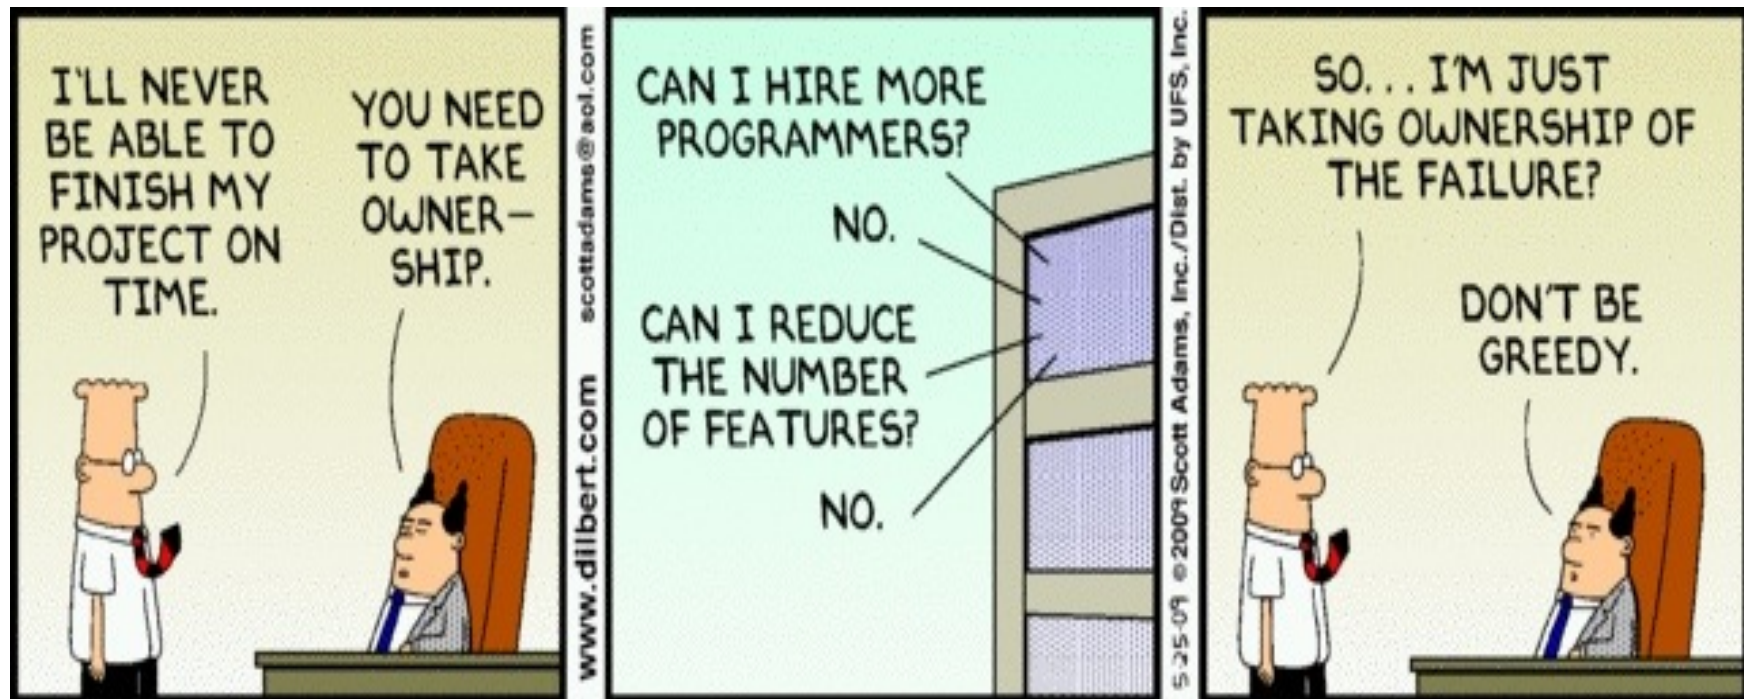 I'LL NEVER
BE ABLE TO
FINISH MY
PROJECT ON
TIME.
YOU NEED
TO TAKE
OWNER-
SHIP.
www.dilbert.com scottadams@aol.com
CAN I HIRE MORE
PROGRAMMERS?
NO.
CAN I REDUCE
THE NUMBER
OF FEATURES?
NO.
5-25-09 ©2009 Scott Adams, Inc./Dist. by UFS, Inc.
SO... I'M JUST
TAKING OWNERSHIP OF
THE FAILURE?
DON'T BE
GREEDY.